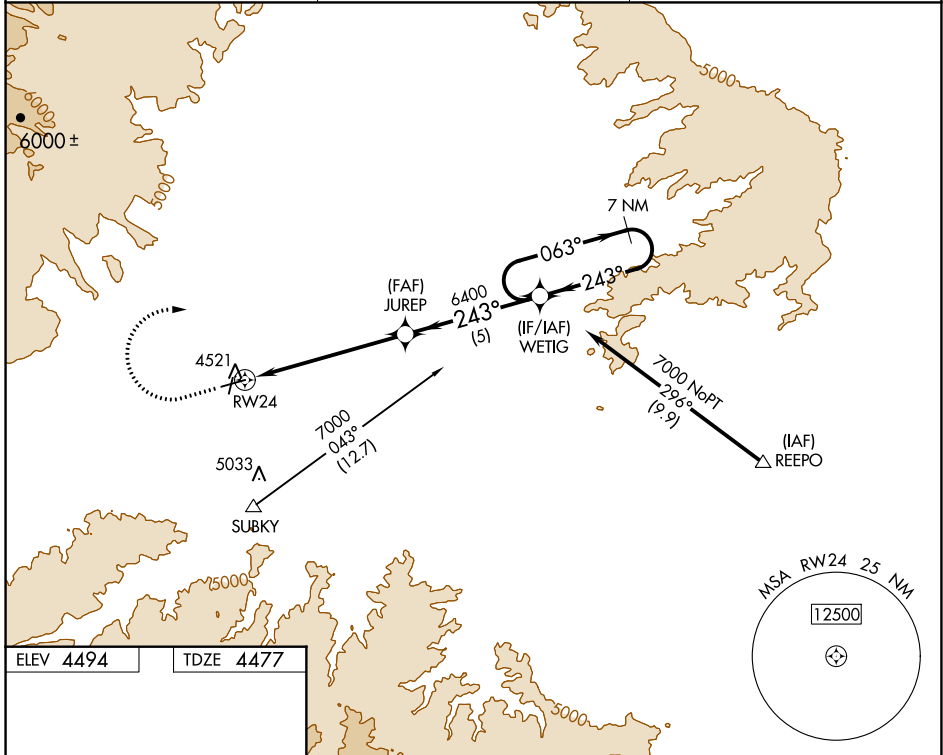 5000
6000
6000 ±
5000
7 NM
063°
243°
(FAF)
JUREP
6400
243°
(5)
(IF/IAF)
WETIG
4521
RW24
7000 NoPT
296°
(9.9)
(IAF)
REEPO
7000
043°
(12.7)
5033
SUBKY
5000
MSA RW24 25 NM
12500
ELEV 4494
TDZE 4477
5000